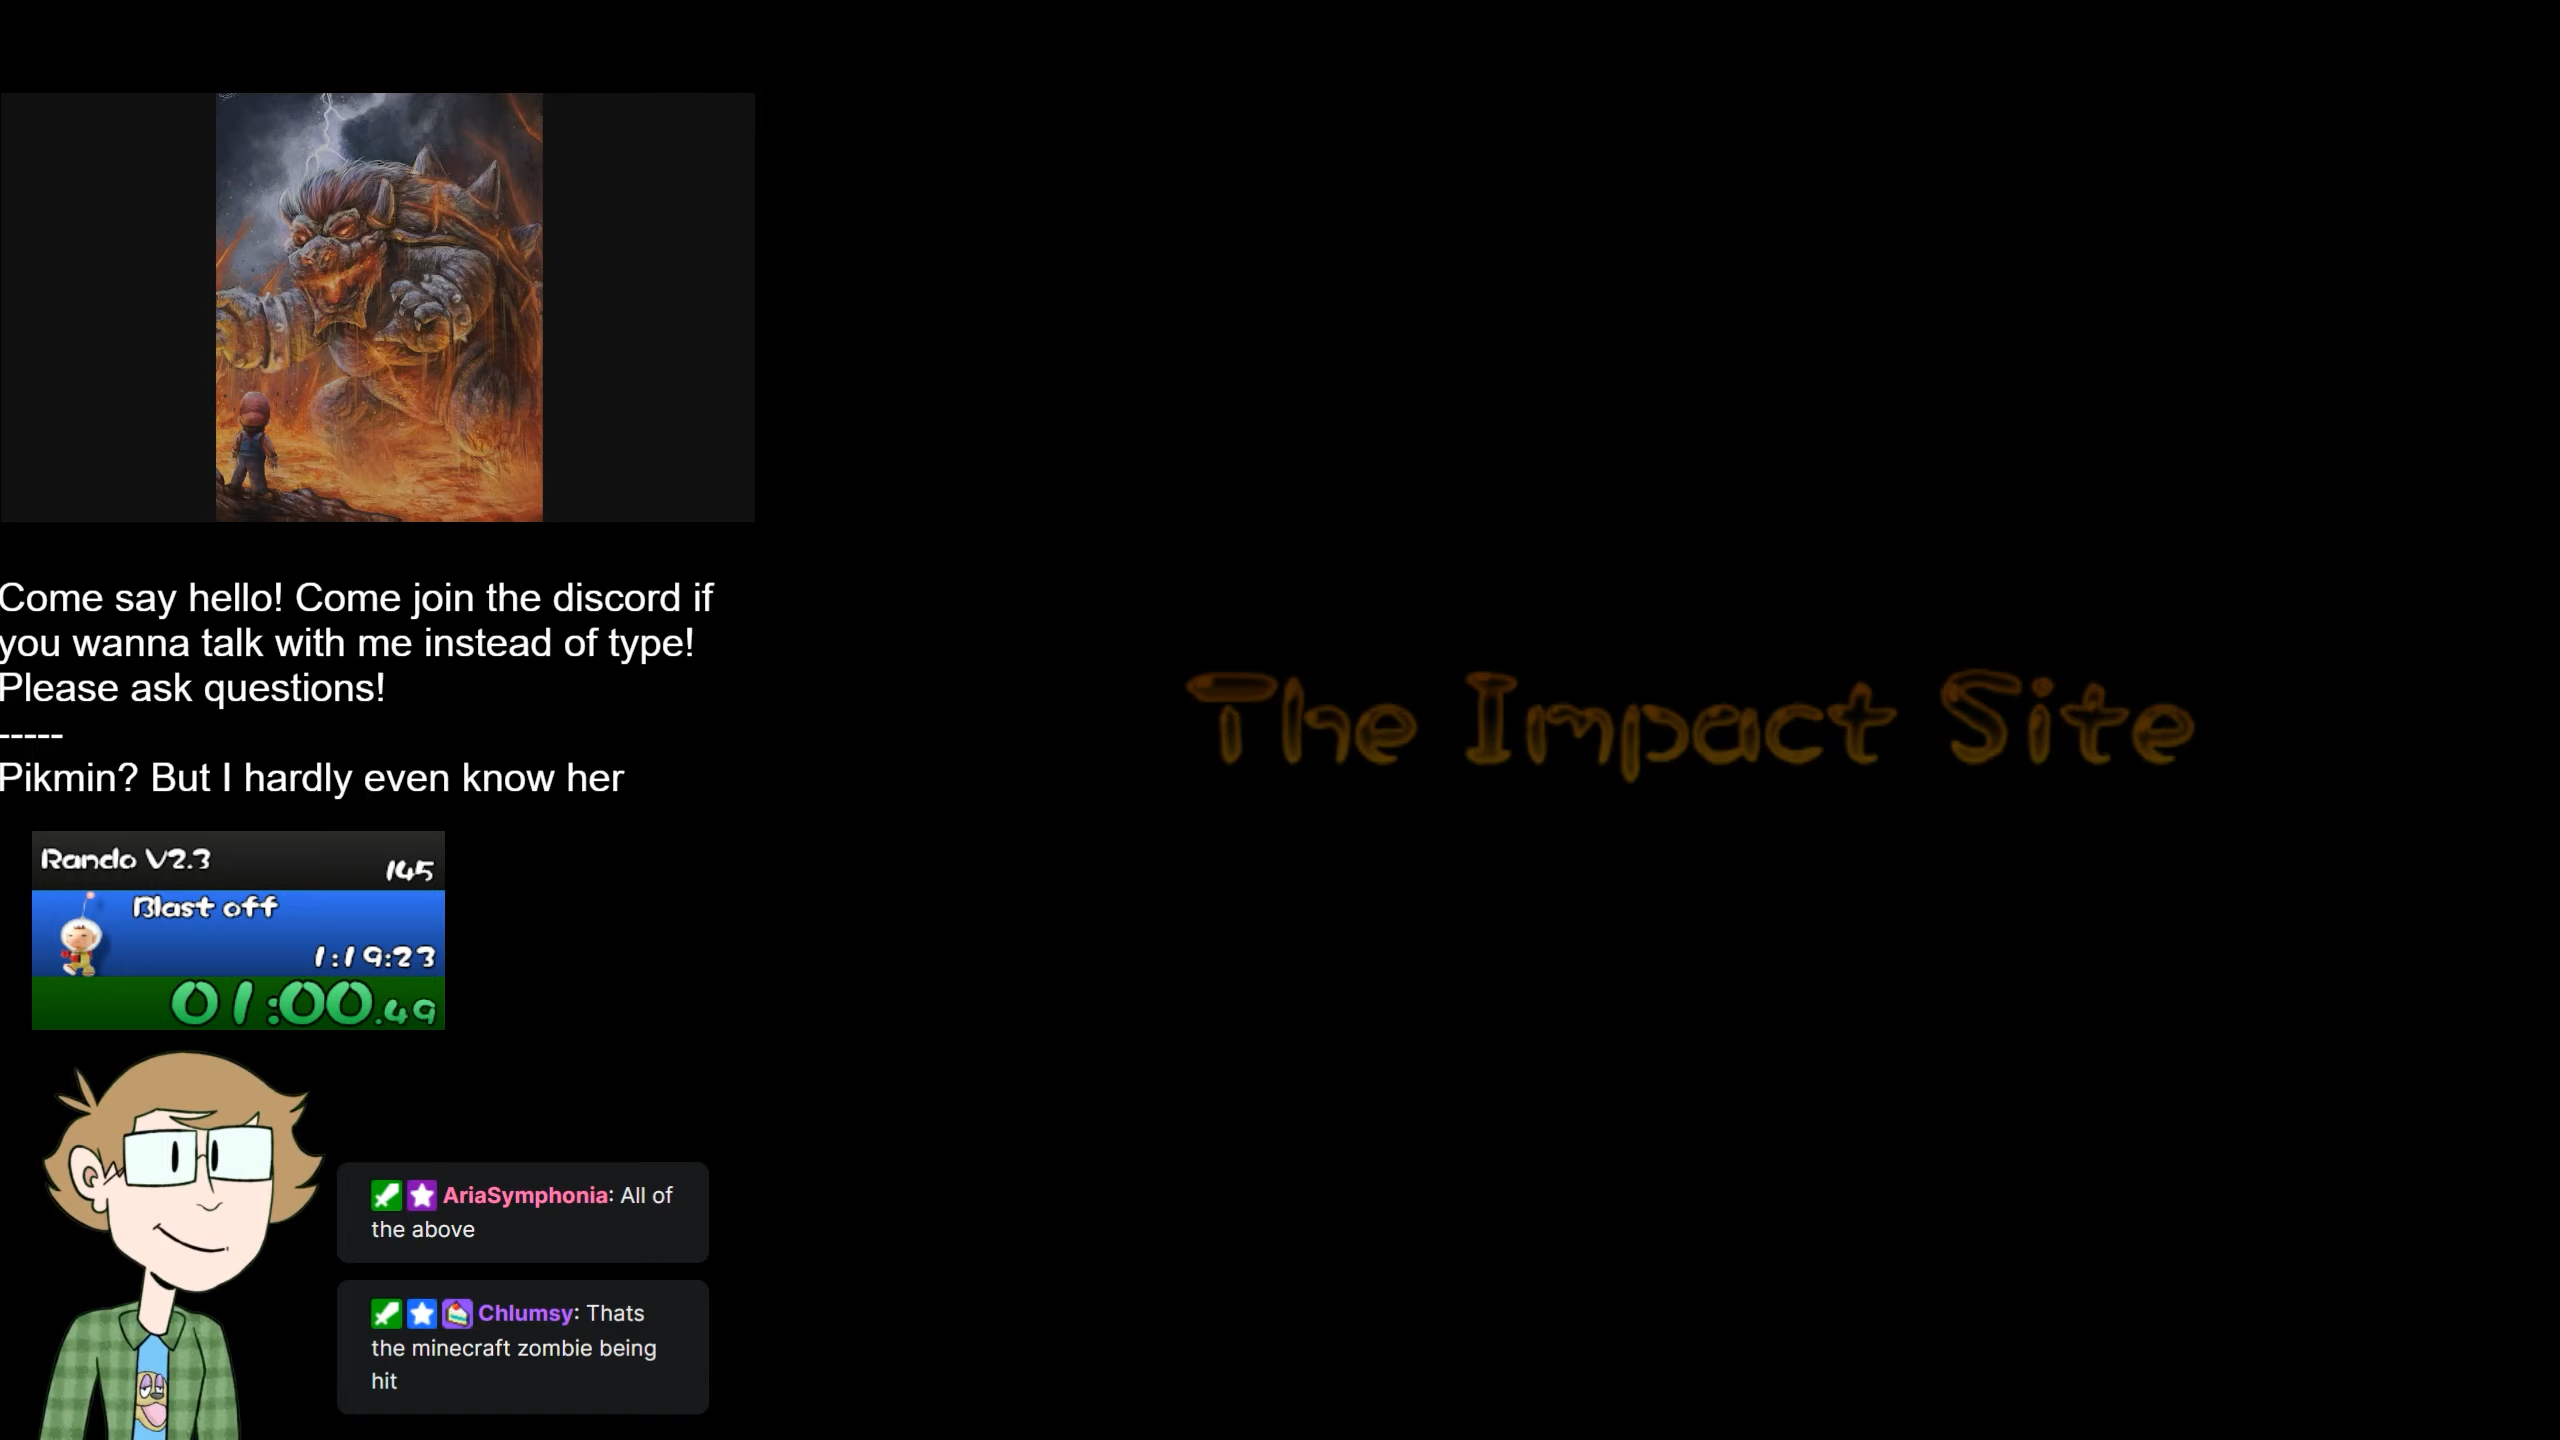 Come say hello! Come join the discord if
you wanna talk with me instead of type!
Please ask questions!
-----
Pikmin? But I hardly even know her
The Impact Site
Rando V2.3
145
Blast off
1:19:23
01:00.49
AriaSymphonia: All of
the above
Chlumsy: Thats
the minecraft zombie being
hit